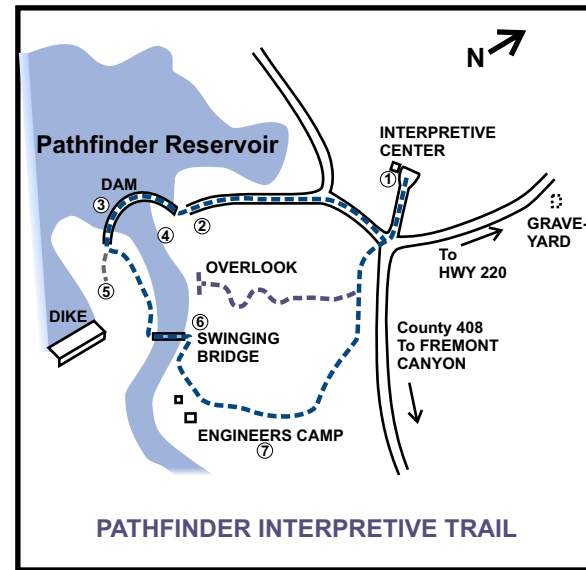 N
INTERPRETIVE
CENTER
1
Pathfinder Reservoir
DAM
3
4
2
GRAVE-
YARD
To
HWY 220
OVERLOOK
5
DIKE
6
SWINGING
BRIDGE
County 408
To FREMONT
CANYON
ENGINEERS CAMP
7
PATHFINDER INTERPRETIVE TRAIL